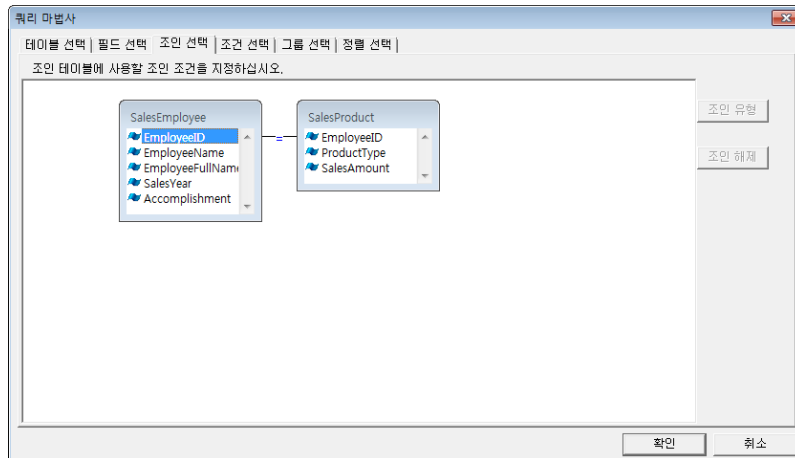 쿼리 마법사
테이블 선택 | 필드 선택 | 조인 선택 | 조건 선택 | 그룹 선택 | 정렬 선택 |
조인 테이블에 사용할 조인 조건을 지정하십시오.
SalesEmployee
EmployeeID
EmployeeName
EmployeeFullName
SalesYear
Accomplishment
=
SalesProduct
EmployeeID
ProductType
SalesAmount
조인 유형
조인 해제
확인
취소